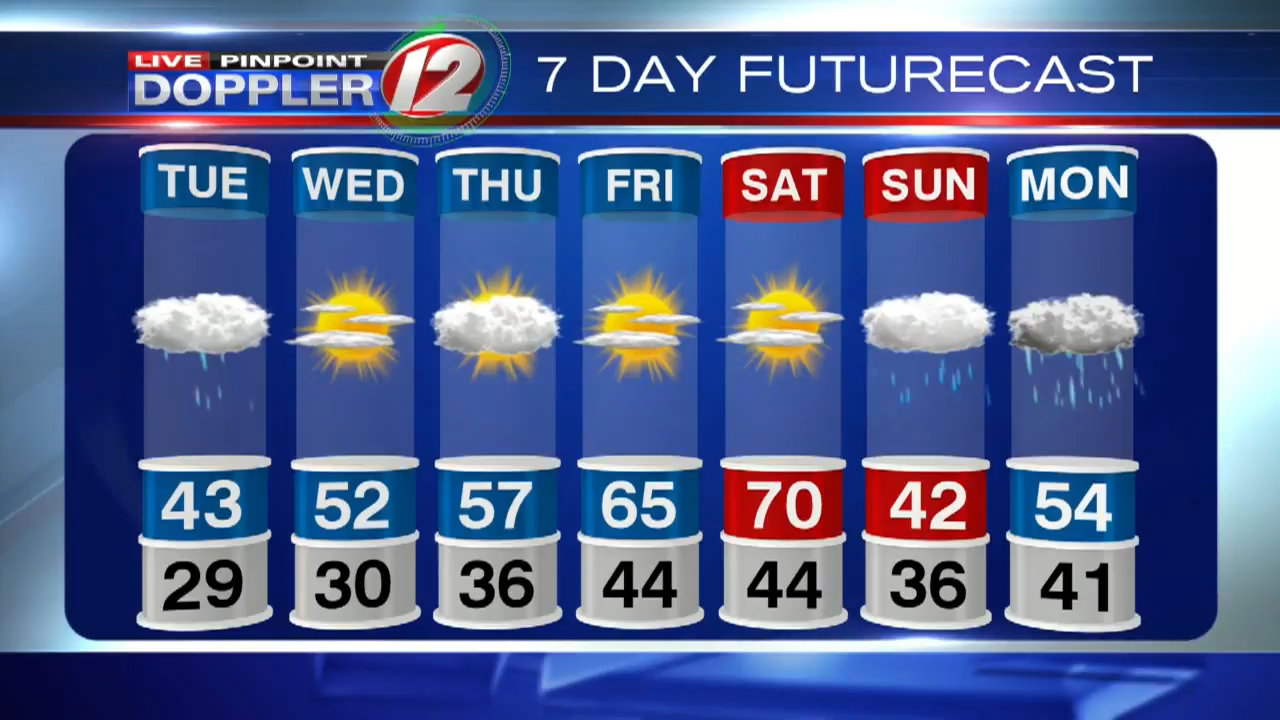 LIVE PINPOINT
DOPPLER 12
7 DAY FUTURECAST
TUE WED THU FRI SAT SUN MON
43 52 57 65 70 42 54
29 30 36 44 44 36 41